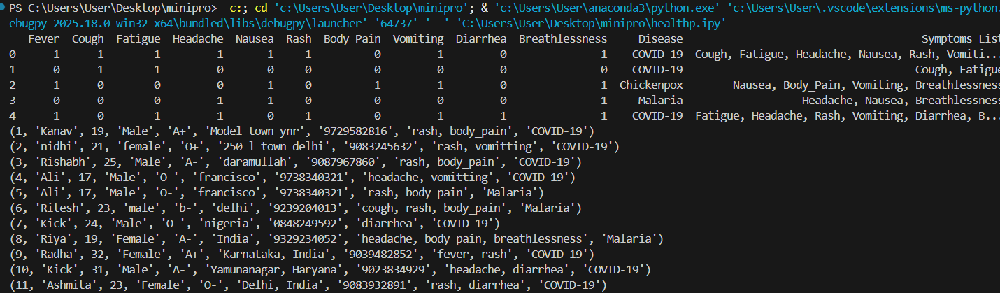 PS C:\Users\User\Desktop\minipro>  c:; cd 'c:\Users\User\Desktop\minipro'; & 'c:\Users\User\anaconda3\python.exe' 'c:\Users\User\.vscode\extensions\ms-python.
ebugpy-2025.18.0-win32-x64\bundled\libs\debugpy\launcher' '64737' '--' 'C:\Users\User\Desktop\minipro\healthp.ipy'
Fever Cough Fatigue Headache Nausea Rash Body_Pain Vomiting Diarrhea Breathlessness Disease Symptoms_List
0 1 1 1 1 1 1 0 1 0 1 COVID-19 Cough, Fatigue, Headache, Nausea, Rash, Vomiti...
1 0 1 1 0 0 0 0 0 0 0 COVID-19 Cough, Fatigue
2 1 0 0 0 1 0 1 1 0 1 Chickenpox Nausea, Body_Pain, Vomiting, Breathlessness
3 0 0 0 1 1 0 0 0 0 1 Malaria Headache, Nausea, Breathlessness
4 1 0 1 1 0 1 0 1 1 1 COVID-19 Fatigue, Headache, Rash, Vomiting, Diarrhea, B...
(1, 'Kanav', 19, 'Male', 'A+', 'Model town ynr', '9729582816', 'rash, body_pain', 'COVID-19')
(2, 'nidhi', 21, 'female', 'O+', '250 l town delhi', '9083245632', 'rash, vomitting', 'COVID-19')
(3, 'Rishabh', 25, 'Male', 'A-', 'daramullah', '9087967860', 'rash, body_pain', 'COVID-19')
(4, 'Ali', 17, 'Male', 'O-', 'francisco', '9738340321', 'headache, vomitting', 'COVID-19')
(5, 'Ali', 17, 'Male', 'O-', 'francisco', '9738340321', 'rash, body_pain', 'Malaria')
(6, 'Ritesh', 23, 'male', 'b-', 'delhi', '9239204013', 'cough, rash, body_pain', 'Malaria')
(7, 'Kick', 24, 'Male', 'O-', 'nigeria', '0848249592', 'diarrhea', 'COVID-19')
(8, 'Riya', 19, 'Female', 'A-', 'India', '9329234052', 'headache, body_pain, breathlessness', 'Malaria')
(9, 'Radha', 32, 'Female', 'A+', 'Karnataka, India', '9039482852', 'fever, rash', 'COVID-19')
(10, 'Kick', 31, 'Male', 'A-', 'Yamunanagar, Haryana', '9023834929', 'headache, diarrhea', 'COVID-19')
(11, 'Ashmita', 23, 'Female', 'O-', 'Delhi, India', '9083932891', 'rash, diarrhea', 'COVID-19')